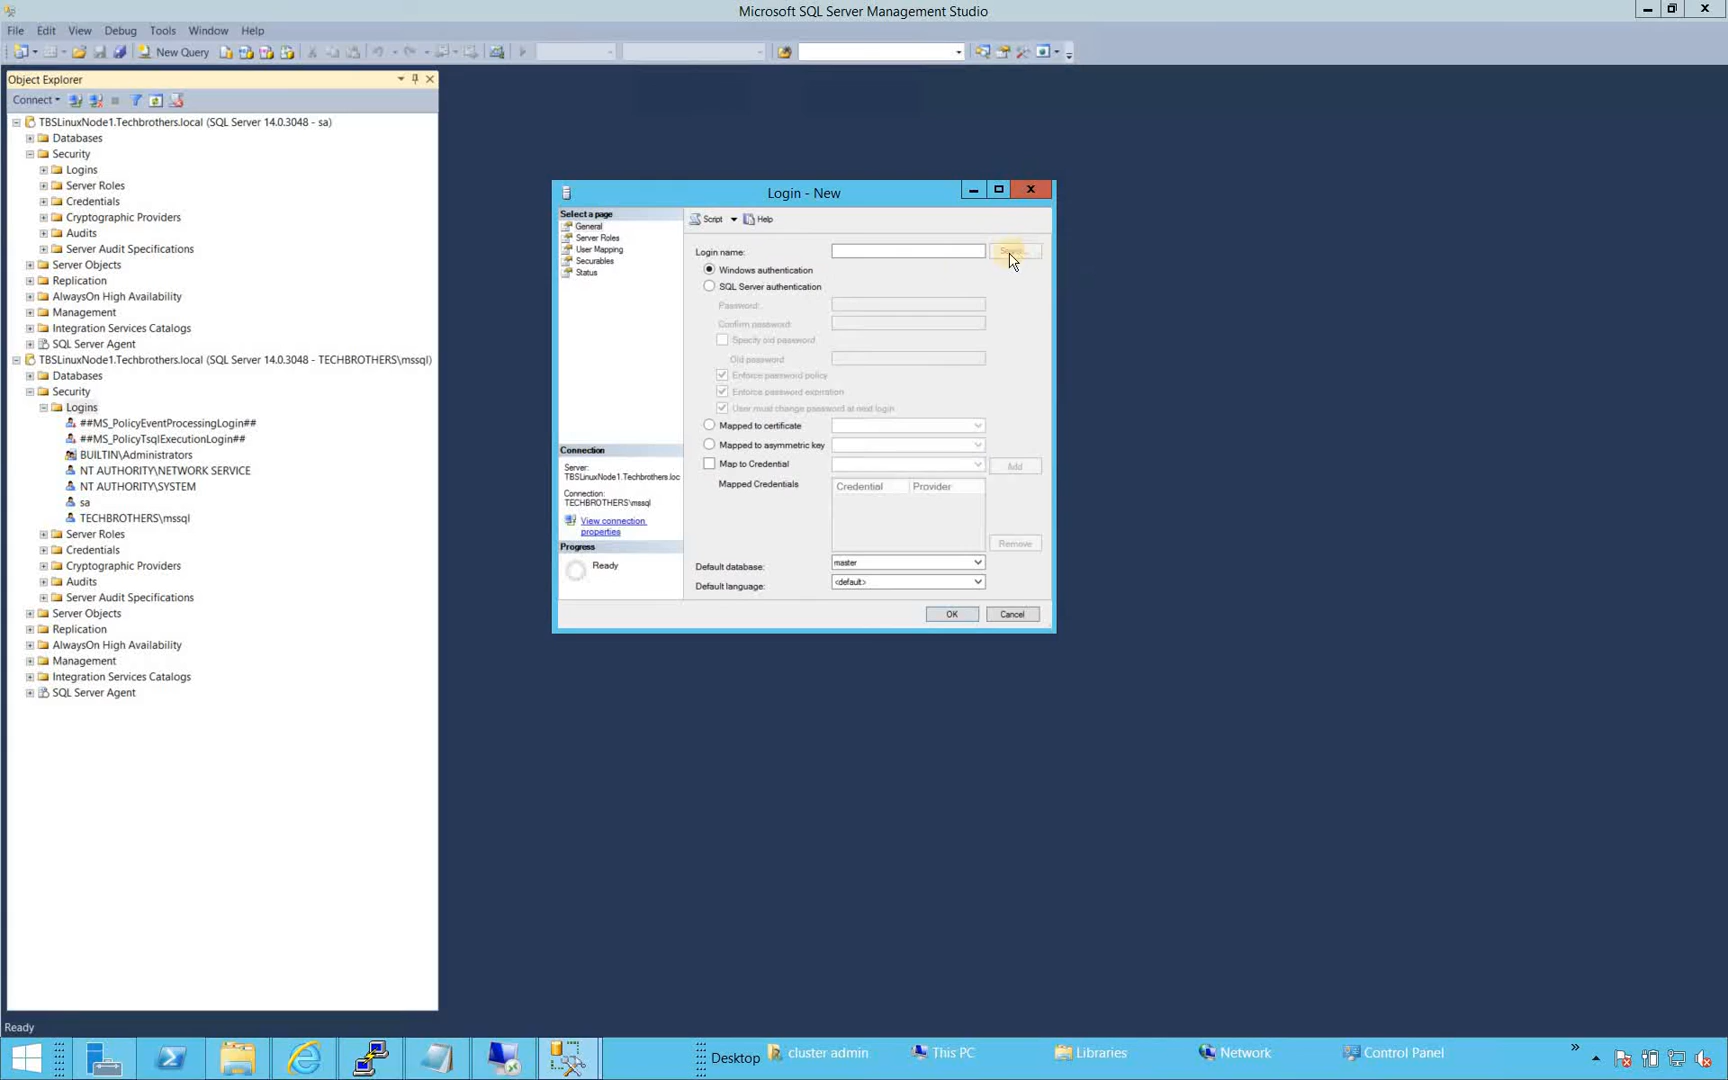 Microsoft SQL Server Management Studio
File Edit View Debug Tools Window Help
New Query
Object Explorer
Connect
TBSLinuxNode1.Techbrothers.local (SQL Server 14.0.3048 - sa)
Databases
Security
Logins
Server Roles
Credentials
Cryptographic Providers
Audits
Server Audit Specifications
Server Objects
Replication
AlwaysOn High Availability
Management
Integration Services Catalogs
SQL Server Agent
TBSLinuxNode1.Techbrothers.local (SQL Server 14.0.3048 - TECHBROTHERS\mssql)
Databases
Security
Logins
##MS_PolicyEventProcessingLogin##
##MS_PolicyTsqlExecutionLogin##
BUILTIN\Administrators
NT AUTHORITY\NETWORK SERVICE
NT AUTHORITY\SYSTEM
sa
TECHBROTHERS\mssql
Server Roles
Credentials
Cryptographic Providers
Audits
Server Audit Specifications
Server Objects
Replication
AlwaysOn High Availability
Management
Integration Services Catalogs
SQL Server Agent
Login - New
Select a page
General
Server Roles
User Mapping
Securables
Status
Connection
Server:
TBSLinuxNode1.Techbrothers.loc
Connection:
TECHBROTHERS\mssql
View connection
properties
Progress
Ready
Script Help
Login name:
Windows authentication
SQL Server authentication
Password:
Confirm password:
Specify old password
Old password
Enforce password policy
Enforce password expiration
User must change password at next login
Mapped to certificate
Mapped to asymmetric key
Map to Credential Add
Mapped Credentials Credential Provider
Remove
Default database: master
Default language: <default>
OK Cancel
Ready
Desktop cluster admin This PC Libraries Network Control Panel